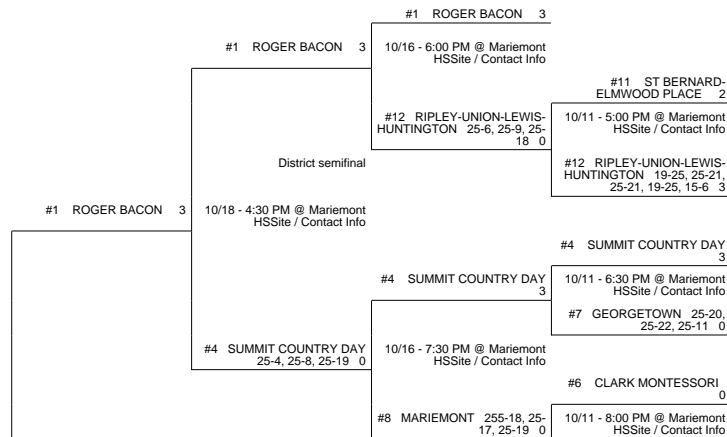 #1 ROGER BACON 3
#1 ROGER BACON 3
10/16 - 6:00 PM @ Mariemont
HSSite / Contact Info
#11 ST BERNARD-
ELMWOOD PLACE 2
#12 RIPLEY-UNION-LEWIS-
HUNTINGTON 25-6, 25-9, 25-
18 0
10/11 - 5:00 PM @ Mariemont
HSSite / Contact Info
District semifinal
#12 RIPLEY-UNION-LEWIS-
HUNTINGTON 19-25, 25-21,
25-21, 19-25, 15-6 3
#1 ROGER BACON 3
10/18 - 4:30 PM @ Mariemont
HSSite / Contact Info
#4 SUMMIT COUNTRY DAY
3
#4 SUMMIT COUNTRY DAY
3
10/11 - 6:30 PM @ Mariemont
HSSite / Contact Info
#7 GEORGETOWN 25-20,
25-22, 25-11 0
#4 SUMMIT COUNTRY DAY
25-4, 25-8, 25-19 0
10/16 - 7:30 PM @ Mariemont
HSSite / Contact Info
#6 CLARK MONTESSORI
0
#8 MARIEMONT 255-18, 25-
17, 25-19 0
10/11 - 8:00 PM @ Mariemont
HSSite / Contact Info